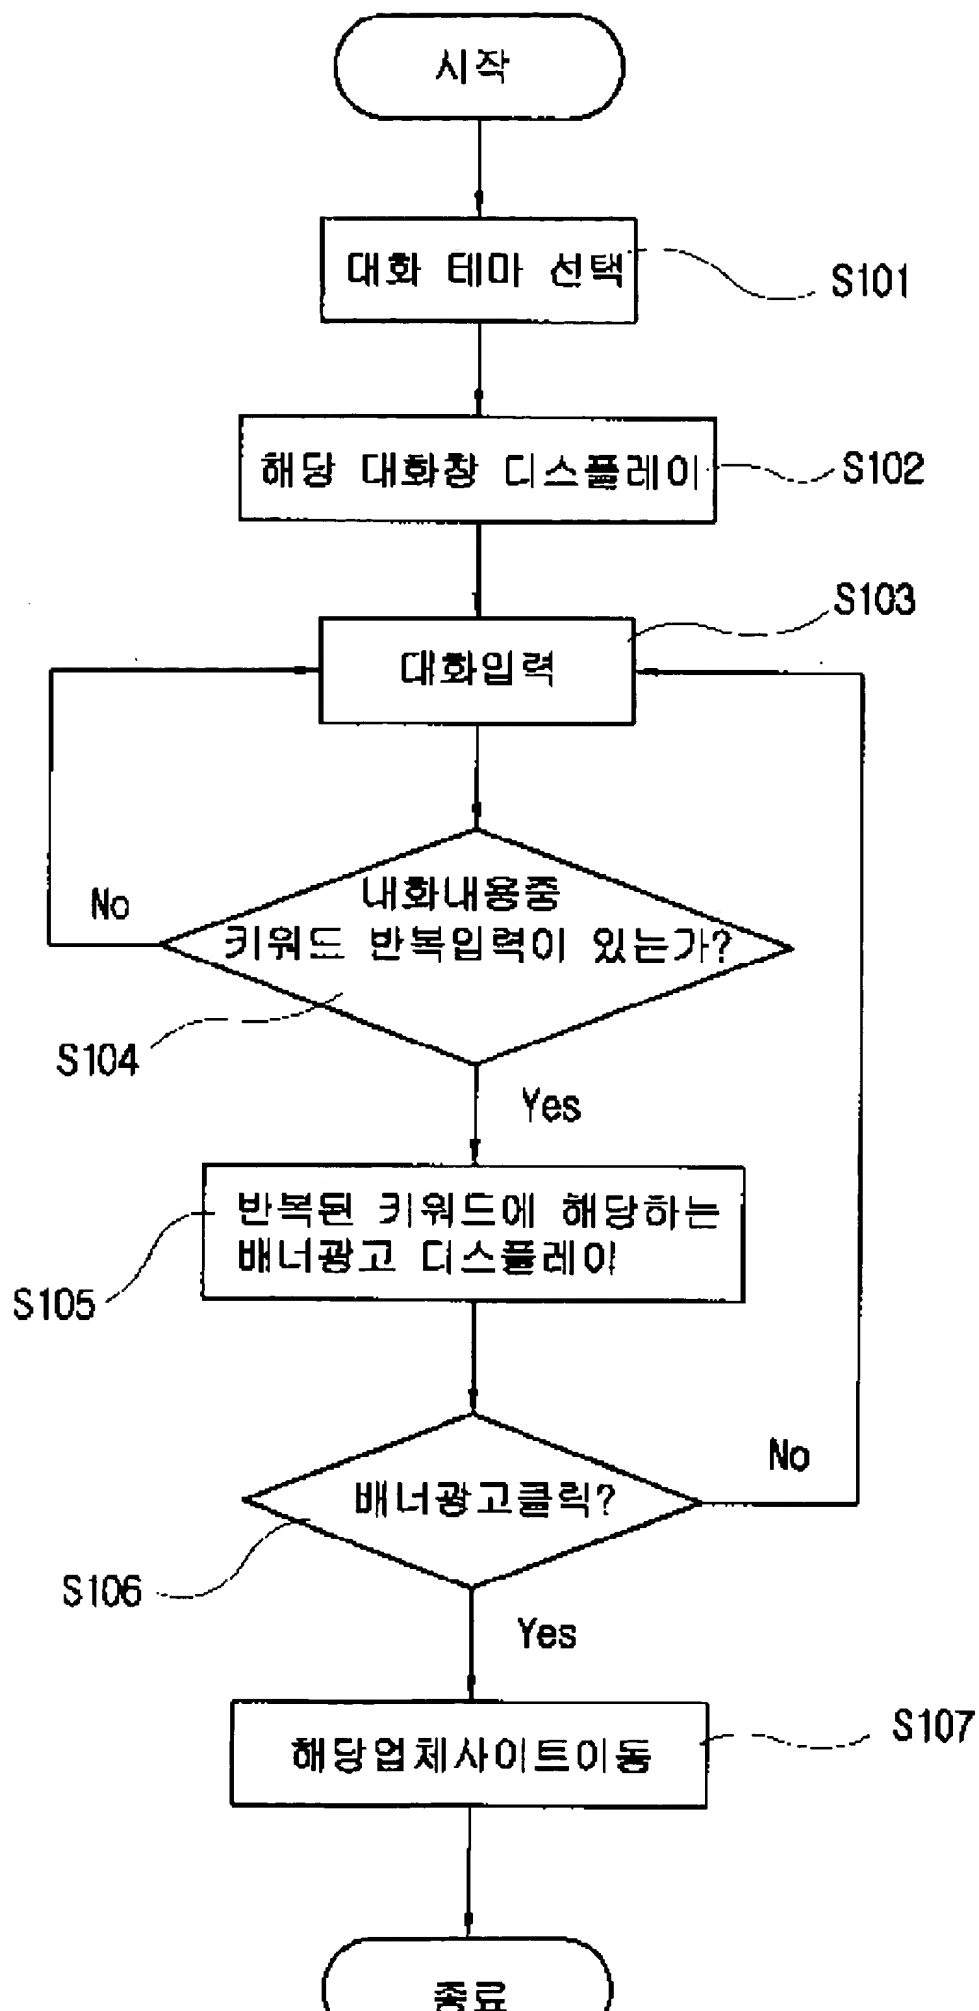 시작
대화 테마 선택
S101
해당 대화창 디스플레이
S102
S103
대화입력
No
내화내용중
키워드 반복입력이 있는가?
S104
Yes
반복된 키워드에 해당하는
배너광고 디스플레이
S105
No
배너광고클릭?
S106
Yes
해당업체사이트이동
S107
종료